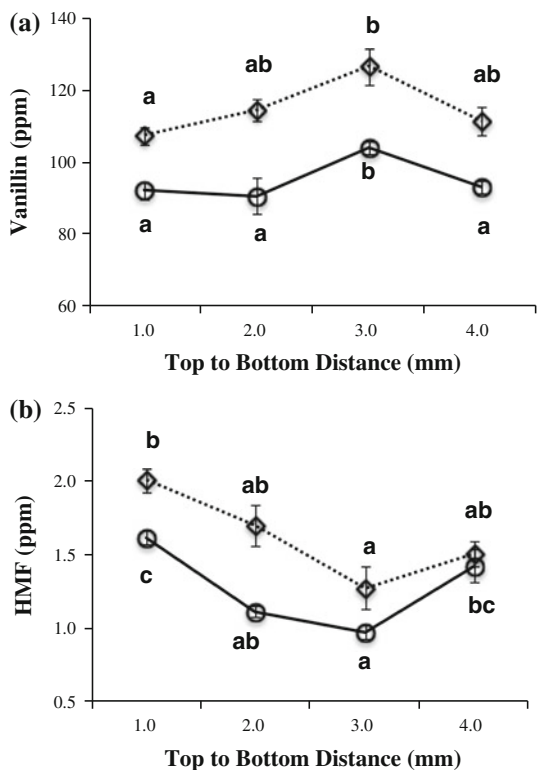 (a)
140
120
100
80
60
Vanillin (ppm)
a
ab
b
ab
a
a
b
a
1.0 2.0 3.0 4.0
Top to Bottom Distance (mm)
(b)
2.5
2.0
1.5
1.0
0.5
HMF (ppm)
b
ab
a
ab
c
ab
a
bc
1.0 2.0 3.0 4.0
Top to Bottom Distance (mm)